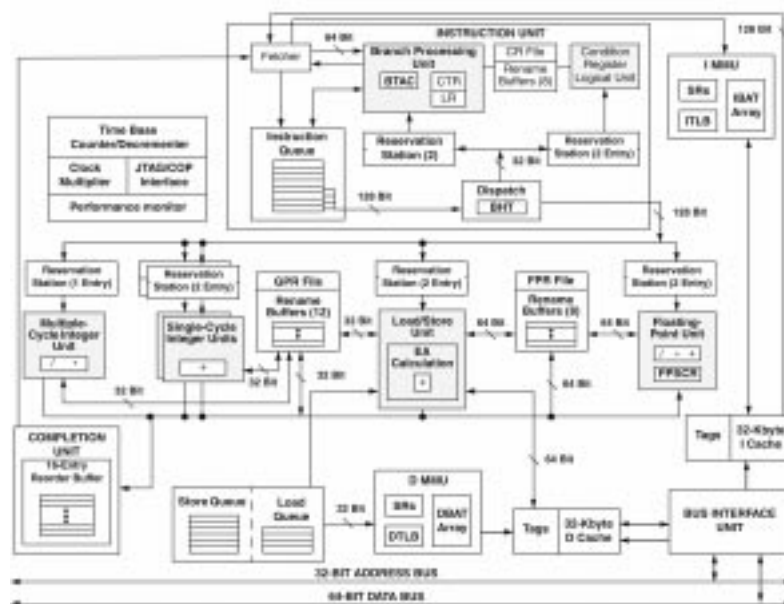 128 Bit
64 Bit
INSTRUCTION UNIT
Fetcher
Branch Processing
Unit
BTAC
CTR
LR
CR File
Rename
Buffers (8)
Condition
Register
Logical Unit
I MMU
SRs
ITLB
IBAT
Array
Time Base
Counter/Decrementer
Clock
Multiplier
JTAG/COP
Interface
Performance monitor
Instruction
Queue
Reservation
Station (2)
Reservation
Station (2 Entry)
32 Bit
128 Bit
Dispatch
BHT
128 Bit
Reservation
Station (1 Entry)
Reservation
Station (2 Entry)
GPR File
Rename
Buffers (12)
Reservation
Station (2 Entry)
FPR File
Rename
Buffers (8)
Reservation
Station (2 Entry)
Multiple-
Cycle Integer
Unit
/ +
Single-Cycle
Integer Units
+
32 Bit
Load/Store
Unit
EA
Calculation
+
64 Bit
64 Bit
Floating-
Point Unit
/ - +
FPSCR
32 Bit
32 Bit
32 Bit
64 Bit
COMPLETION
UNIT
16-Entry
Reorder Buffer
Store Queue
Load
Queue
32 Bit
D MMU
SRs
DTLB
DBAT
Array
64 Bit
Tags
32-Kbyte
D Cache
Tags
32-Kbyte
I Cache
BUS INTERFACE
UNIT
32-BIT ADDRESS BUS
64-BIT DATA BUS